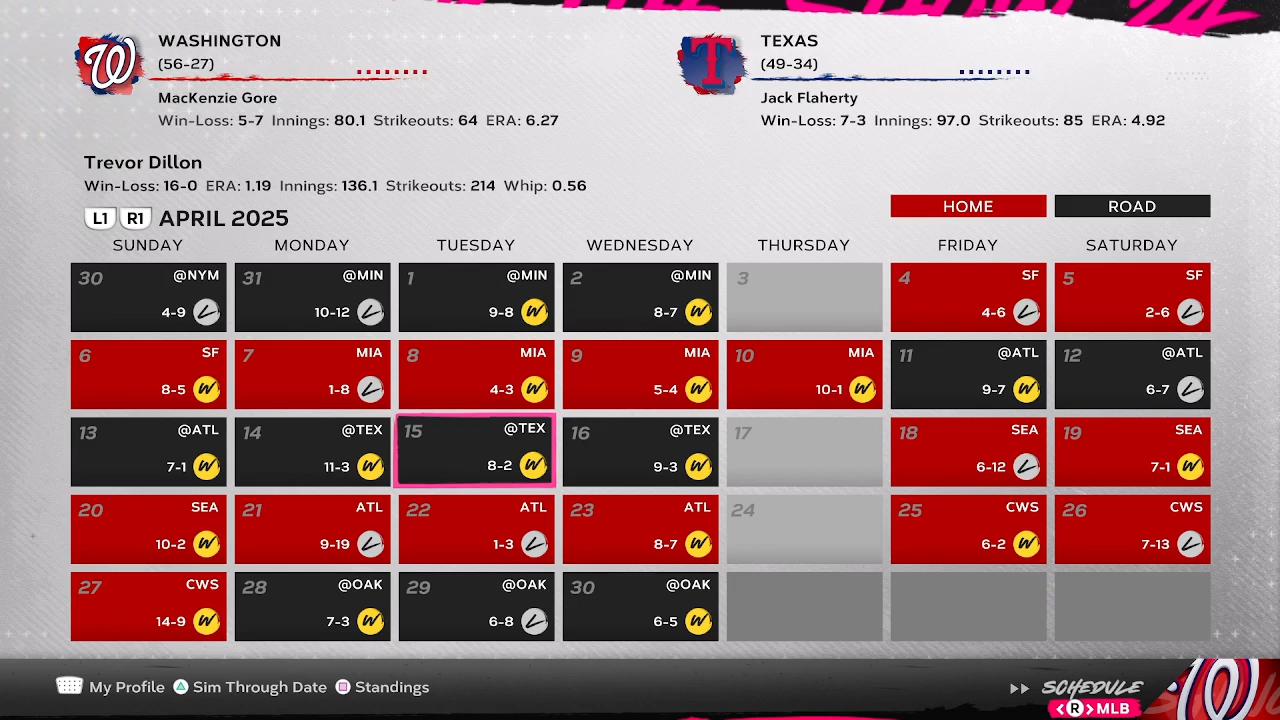 WASHINGTON
(56-27)
MacKenzie Gore
Win-Loss: 5-7 Innings: 80.1 Strikeouts: 64 ERA: 6.27
TEXAS
(49-34)
Jack Flaherty
Win-Loss: 7-3 Innings: 97.0 Strikeouts: 85 ERA: 4.92
Trevor Dillon
Win-Loss: 16-0 ERA: 1.19 Innings: 136.1 Strikeouts: 214 Whip: 0.56
L1 R1 APRIL 2025
HOME ROAD
SUNDAY MONDAY TUESDAY WEDNESDAY THURSDAY FRIDAY SATURDAY
30 @NYM 31 @MIN 1 @MIN 2 @MIN 3 4 SF 5 SF
4-9 L 10-12 L 9-8 W 8-7 W 4-6 L 2-6 L
6 SF 7 MIA 8 MIA 9 MIA 10 MIA 11 @ATL 12 @ATL
8-5 W 1-8 L 4-3 W 5-4 W 10-1 W 9-7 W 6-7 L
13 @ATL 14 @TEX 15 @TEX 16 @TEX 17 18 SEA 19 SEA
7-1 W 11-3 W 8-2 W 9-3 W 6-12 L 7-1 W
20 SEA 21 ATL 22 ATL 23 ATL 24 25 CWS 26 CWS
10-2 W 9-19 L 1-3 L 8-7 W 6-2 W 7-13 L
27 CWS 28 @OAK 29 @OAK 30 @OAK
14-9 W 7-3 W 6-8 L 6-5 W
My Profile Sim Through Date Standings
SCHEDULE
R MLB